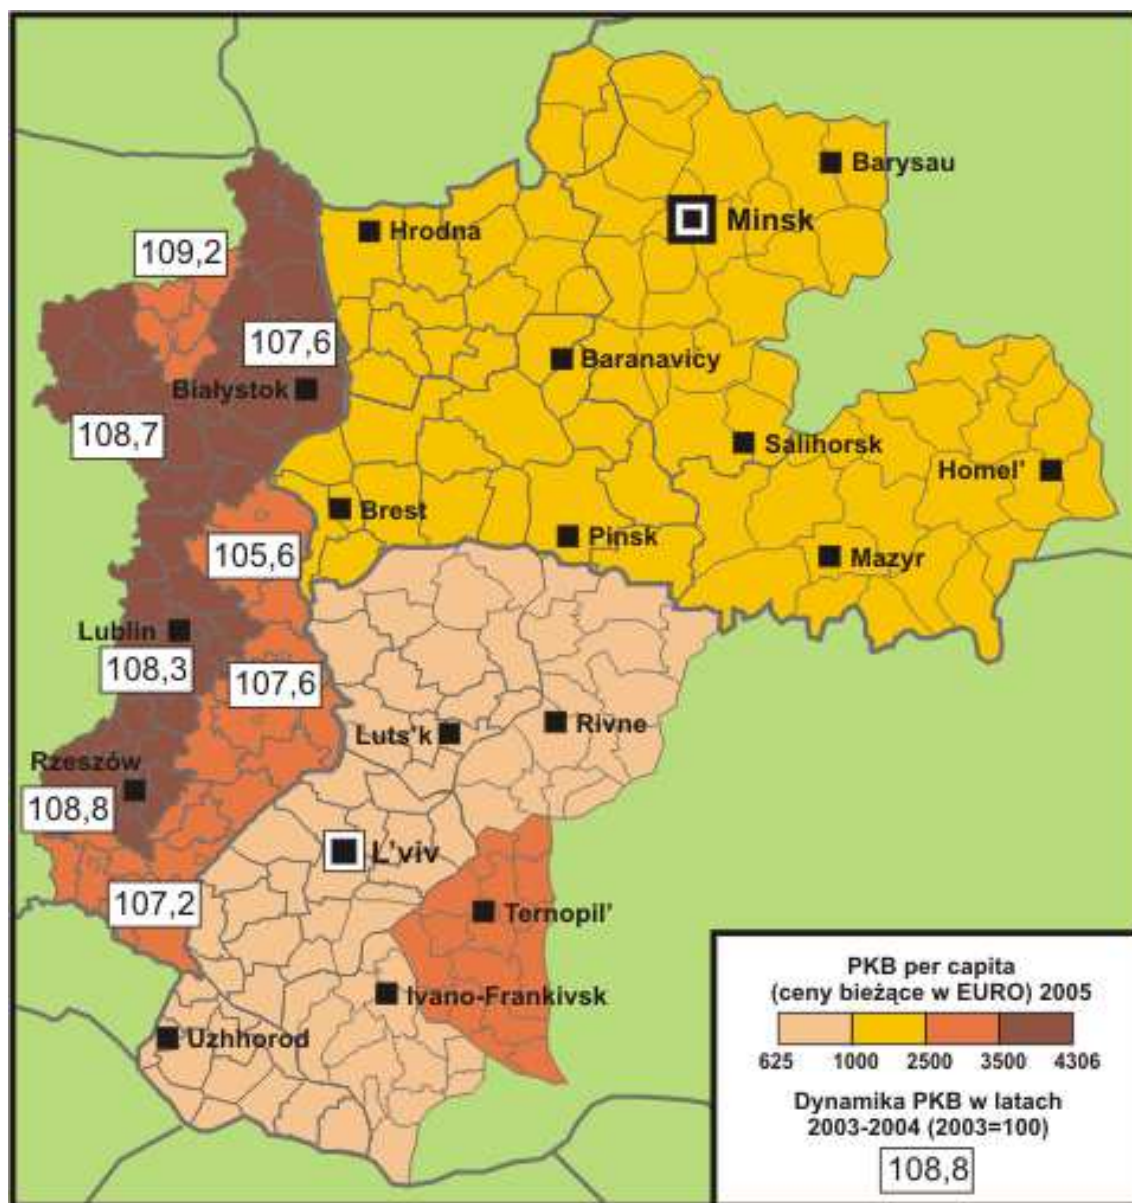 Barysau
Minsk
Hrodna
109,2
107,6
Baranavicy
Białystok
108,7
Salihorsk
Homel'
Brest
Pinsk
105,6
Mazyr
Lublin
108,3
107,6
Luts'k
Rivne
Rzeszów
108,8
L'viv
107,2
Ternopil'
Ivano-Frankivsk
Uzhhorod
PKB per capita
(ceny bieżące w EURO) 2005
625 1000 2500 3500 4306
Dynamika PKB w latach
2003-2004 (2003=100)
108,8